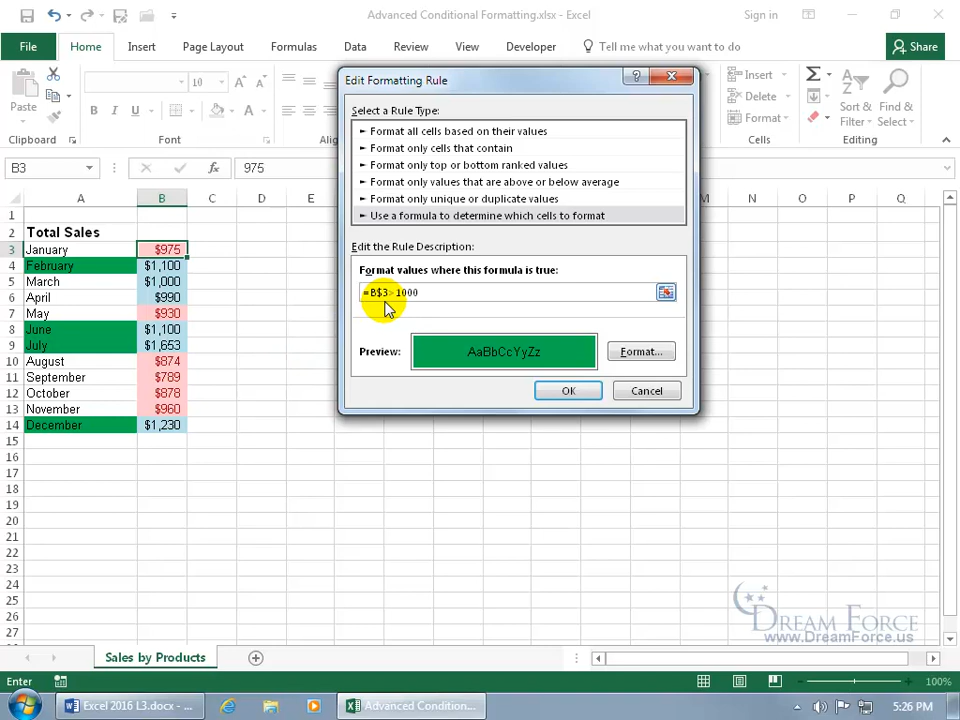 Advanced Conditional Formatting.xlsx - Excel
Sign in
File
Home
Insert
Page Layout
Formulas
Data
Review
View
Developer
Tell me what you want to do
Share
Paste
10
A
A
B
I
U
A
Clipboard
Font
Insert
Delete
Format
Cells
Sort &
Filter
Find &
Select
Editing
B3
fx
975
Edit Formatting Rule
Select a Rule Type:
► Format all cells based on their values
► Format only cells that contain
► Format only top or bottom ranked values
► Format only values that are above or below average
► Format only unique or duplicate values
► Use a formula to determine which cells to format
Edit the Rule Description:
Format values where this formula is true:
=B$3>1000
Preview:
AaBbCcYyZz
Format...
OK
Cancel
A B C D E M N O P Q
1
2 Total Sales
3 January $975
4 February $1,100
5 March $1,000
6 April $990
7 May $930
8 June $1,100
9 July $1,653
10 August $874
11 September $789
12 October $878
13 November $960
14 December $1,230
15
16
17
18
19
20
21
22
23
24
25
26
27
DREAM FORCE
www.DreamForce.us
Sales by Products
Enter
100%
Excel 2016 L3.docx - ...
Advanced Condition...
5:26 PM